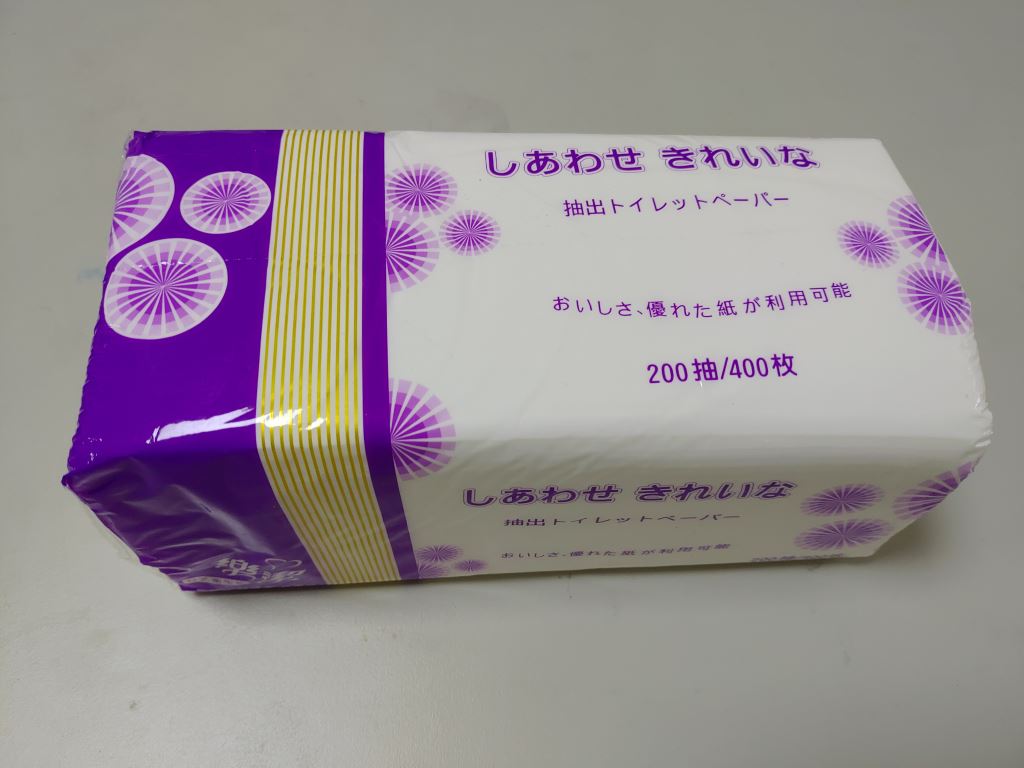 しあわせ きれいな
抽出トイレットペーパー
おいしさ、優れた紙が利用可能
200抽/400枚
しあわせ きれいな
抽出トイレットペーパー
おいしさ、優れた紙が利用可能